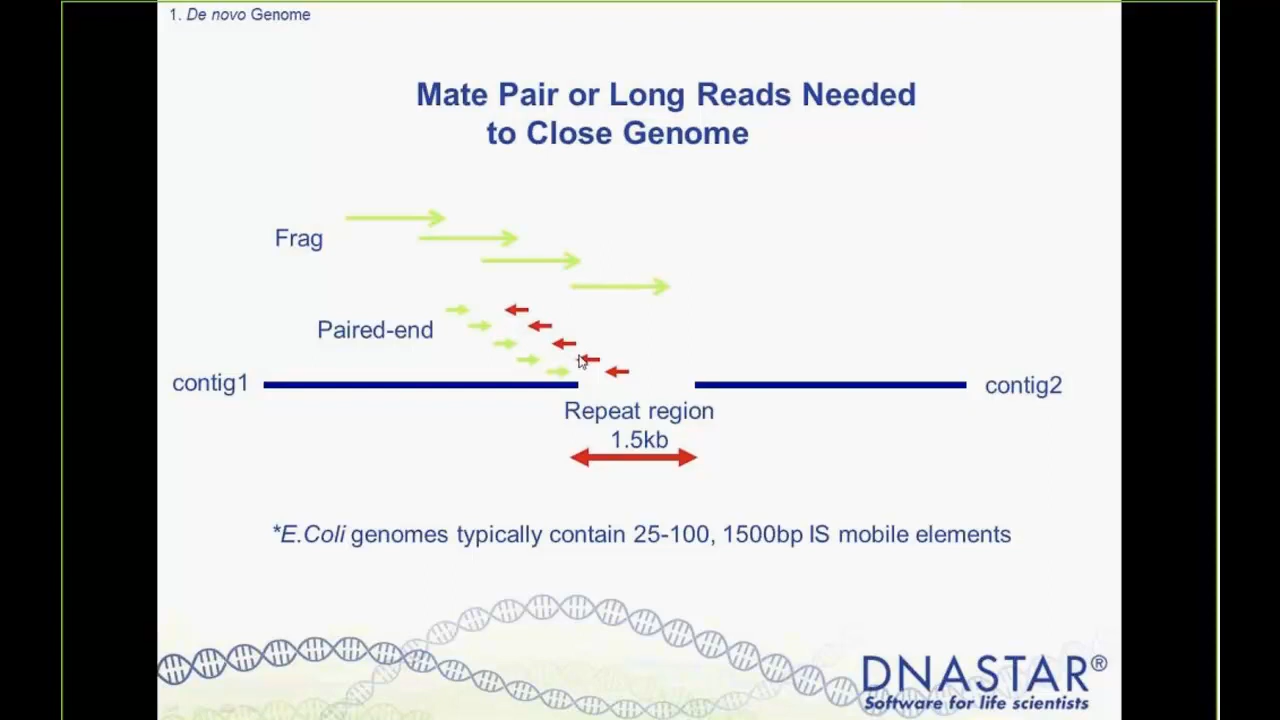 1. De novo Genome
Mate Pair or Long Reads Needed
to Close Genome
Frag
Paired-end
contig1
contig2
Repeat region
1.5kb
*E.Coli genomes typically contain 25-100, 1500bp IS mobile elements
DNASTAR®
Software for life scientists